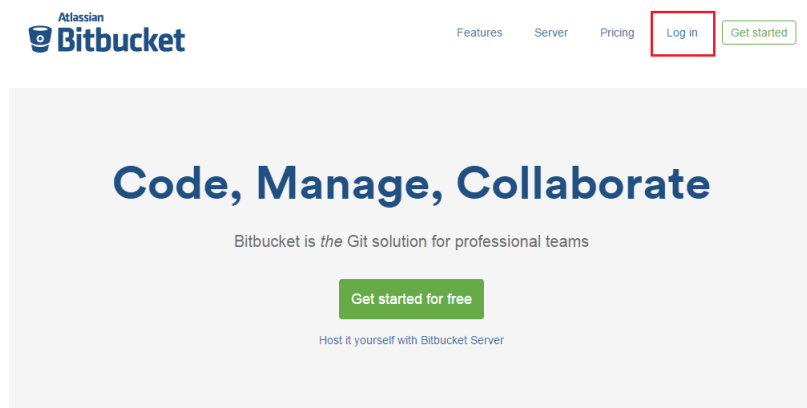 Atlassian
Bitbucket
Features Server Pricing Log in Get started
Code, Manage, Collaborate
Bitbucket is the Git solution for professional teams
Get started for free
Host it yourself with Bitbucket Server